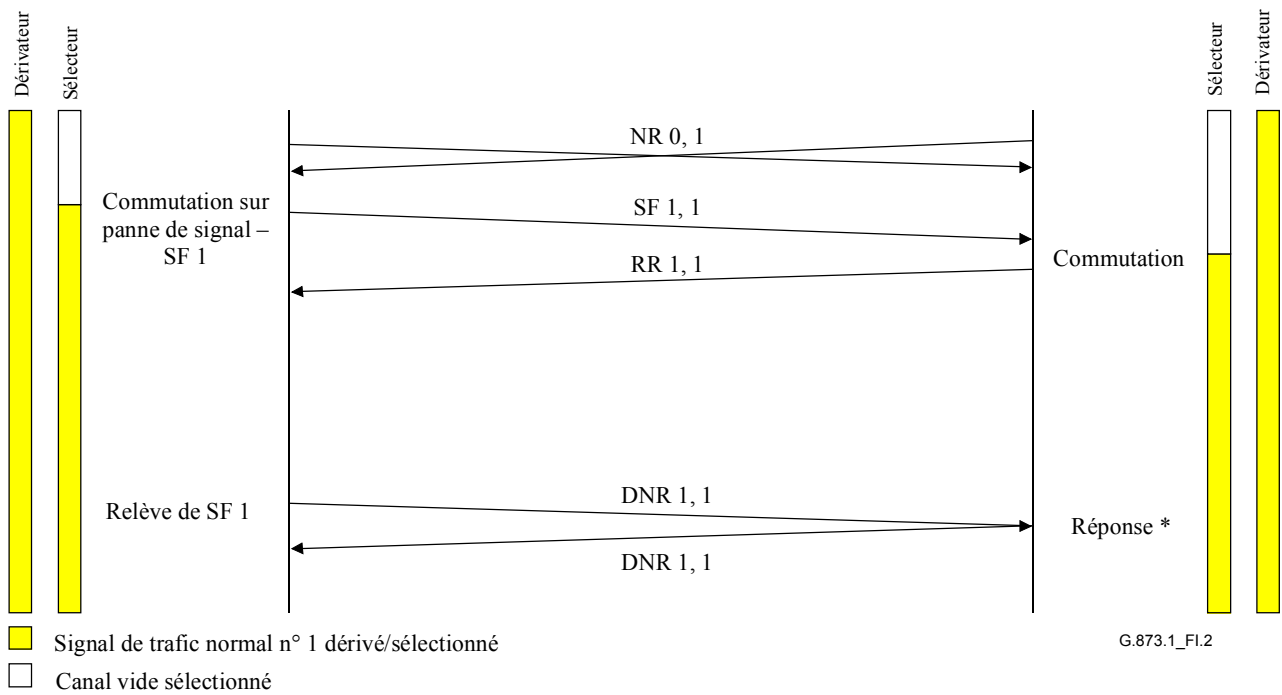 Dérivateur
Sélecteur
Sélecteur
Dérivateur
NR 0, 1
Commutation sur
panne de signal –
SF 1
SF 1, 1
RR 1, 1
Commutation
Relève de SF 1
DNR 1, 1
DNR 1, 1
Réponse *
Signal de trafic normal n° 1 dérivé/sélectionné
Canal vide sélectionné
G.873.1_FI.2